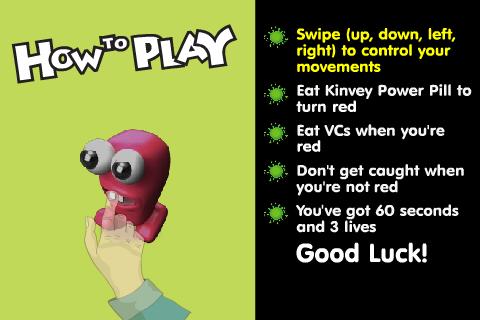 How TO PLAY
Swipe (up, down, left,
right) to control your
movements
Eat Kinvey Power Pill to
turn red
Eat VCs when you're
red
Don't get caught when
you're not red
You've got 60 seconds
and 3 lives
Good Luck!